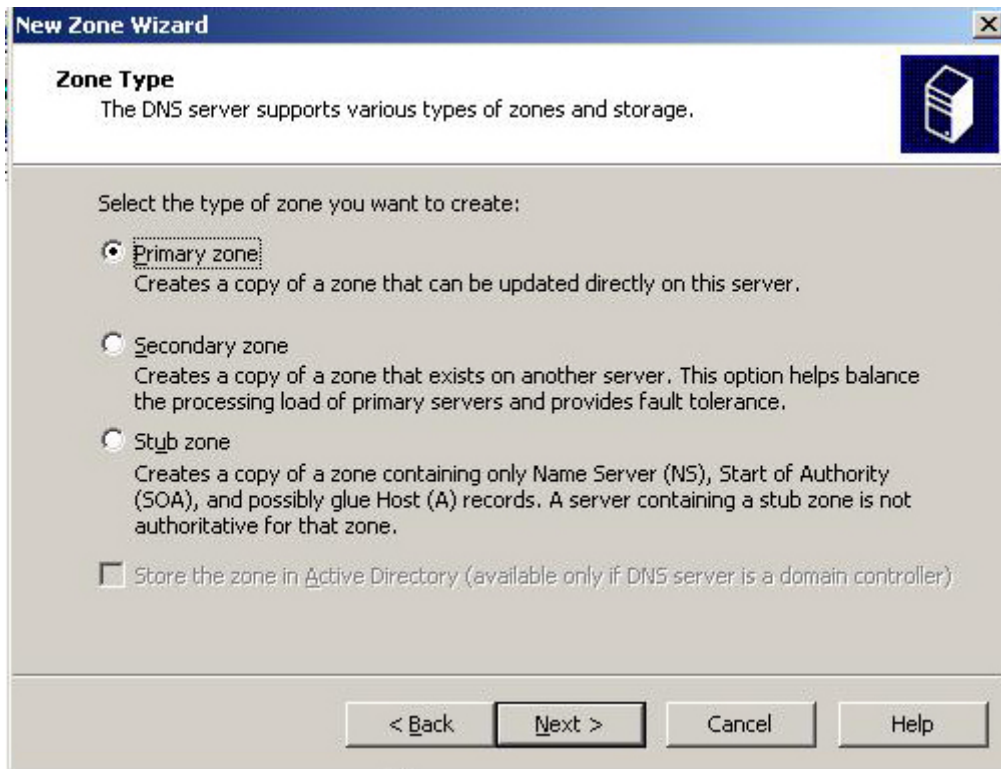 New Zone Wizard
Zone Type
The DNS server supports various types of zones and storage.
Select the type of zone you want to create:
Primary zone
Creates a copy of a zone that can be updated directly on this server.
Secondary zone
Creates a copy of a zone that exists on another server. This option helps balance
the processing load of primary servers and provides fault tolerance.
Stub zone
Creates a copy of a zone containing only Name Server (NS), Start of Authority
(SOA), and possibly glue Host (A) records. A server containing a stub zone is not
authoritative for that zone.
Store the zone in Active Directory (available only if DNS server is a domain controller)
< Back Next > Cancel Help